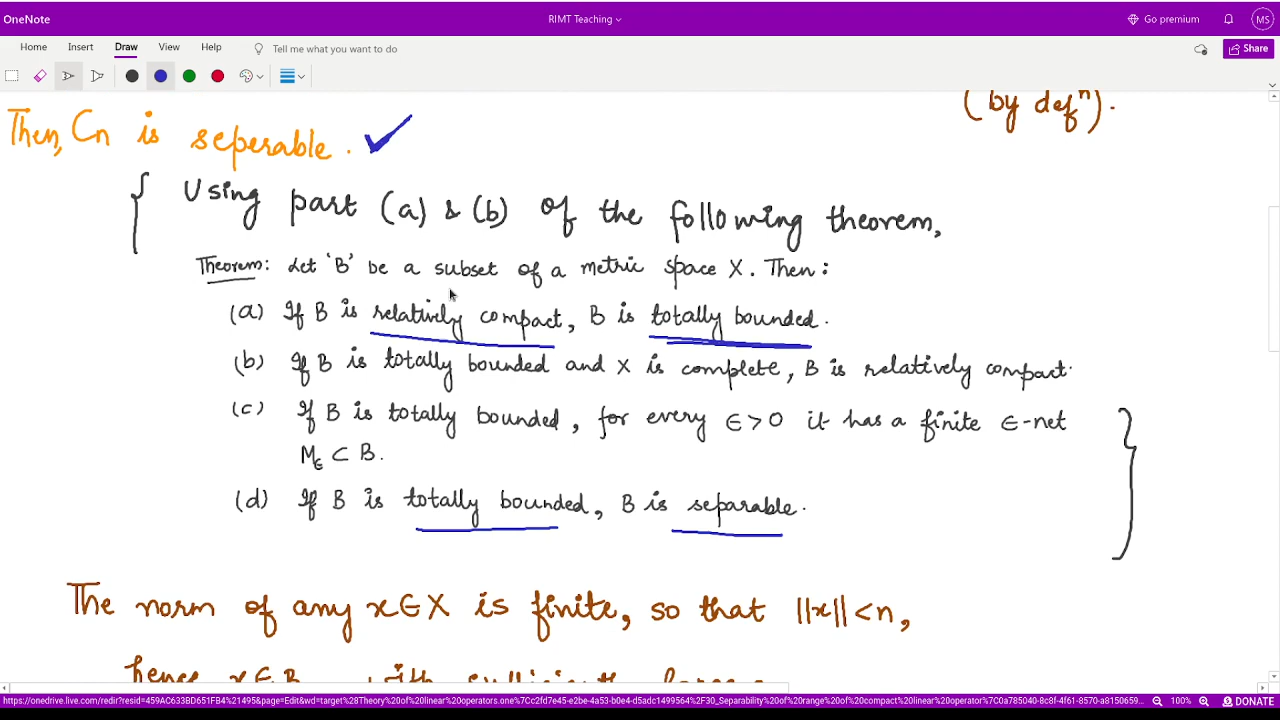 OneNote
RIMT Teaching
Go premium
MS
Home Insert Draw View Help
Tell me what you want to do
Share
(by defⁿ).
Then, Cn is seperable.
Using part (a) & (b) of the following theorem,
Theorem: Let 'B' be a subset of a metric space X. Then:
(a) If B is relatively compact, B is totally bounded.
(b) If B is totally bounded and X is complete, B is relatively compact.
(c) If B is totally bounded, for every ∈>0 it has a finite ∈-net
M∈ ⊂ B.
(d) If B is totally bounded, B is separable.
The norm of any x∈X is finite, so that ||x||<n,
100%
DONATE